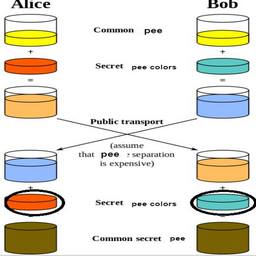 Alice Bob
Common pee
+ +
Secret pee colors
= =
Public transport
(assume
that pee separation
is expensive)
+ +
Secret pee colors
Common secret pee